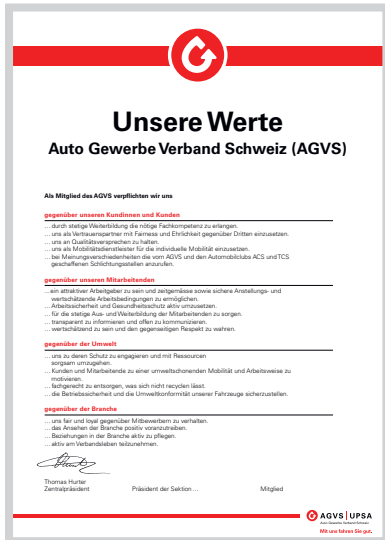 Unsere Werte
Auto Gewerbe Verband Schweiz (AGVS)
Als Mitglied des AGVS verpflichten wir uns
gegenüber unseren Kundinnen und Kunden
... durch stetige Weiterbildung die nötige Fachkompetenz zu erlangen.
... uns als Vertrauenspartner mit Fairness und Ehrlichkeit gegenüber Dritten einzusetzen.
... uns an Qualitätsversprechen zu halten.
... uns als Mobilitätsdienstleister für die individuelle Mobilität einzusetzen.
... bei Meinungsverschiedenheiten die vom AGVS und den Automobilclubs ACS und TCS
geschaffenen Schlichtungsstellen anzurufen.
gegenüber unseren Mitarbeitenden
... ein attraktiver Arbeitgeber zu sein und zeitgemässe sowie sichere Anstellungs- und
wertschätzende Arbeitsbedingungen zu ermöglichen.
... Arbeitssicherheit und Gesundheitsschutz aktiv umzusetzen.
... für die stetige Aus- und Weiterbildung der Mitarbeitenden zu sorgen.
... transparent zu informieren und offen zu kommunizieren.
... wertschätzend zu sein und den gegenseitigen Respekt zu wahren.
gegenüber der Umwelt
... uns zu deren Schutz zu engagieren und mit Ressourcen
sorgsam umzugehen.
... Kunden und Mitarbeitende zu einer umweltschonenden Mobilität und Arbeitsweise zu
motivieren.
... fachgerecht zu entsorgen, was sich nicht recyclen lässt.
... die Betriebssicherheit und die Umweltkonformität unserer Fahrzeuge sicherzustellen.
gegenüber der Branche
... uns fair und loyal gegenüber Mitbewerbern zu verhalten.
... das Ansehen der Branche positiv voranzutreiben.
... Beziehungen in der Branche aktiv zu pflegen.
... aktiv am Verbandsleben teilzunehmen.
Thomas Hurter
Zentralpräsident Präsident der Sektion ... Mitglied
AGVS | UPSA
Auto Gewerbe Verband Schweiz
Mit uns fahren Sie gut.